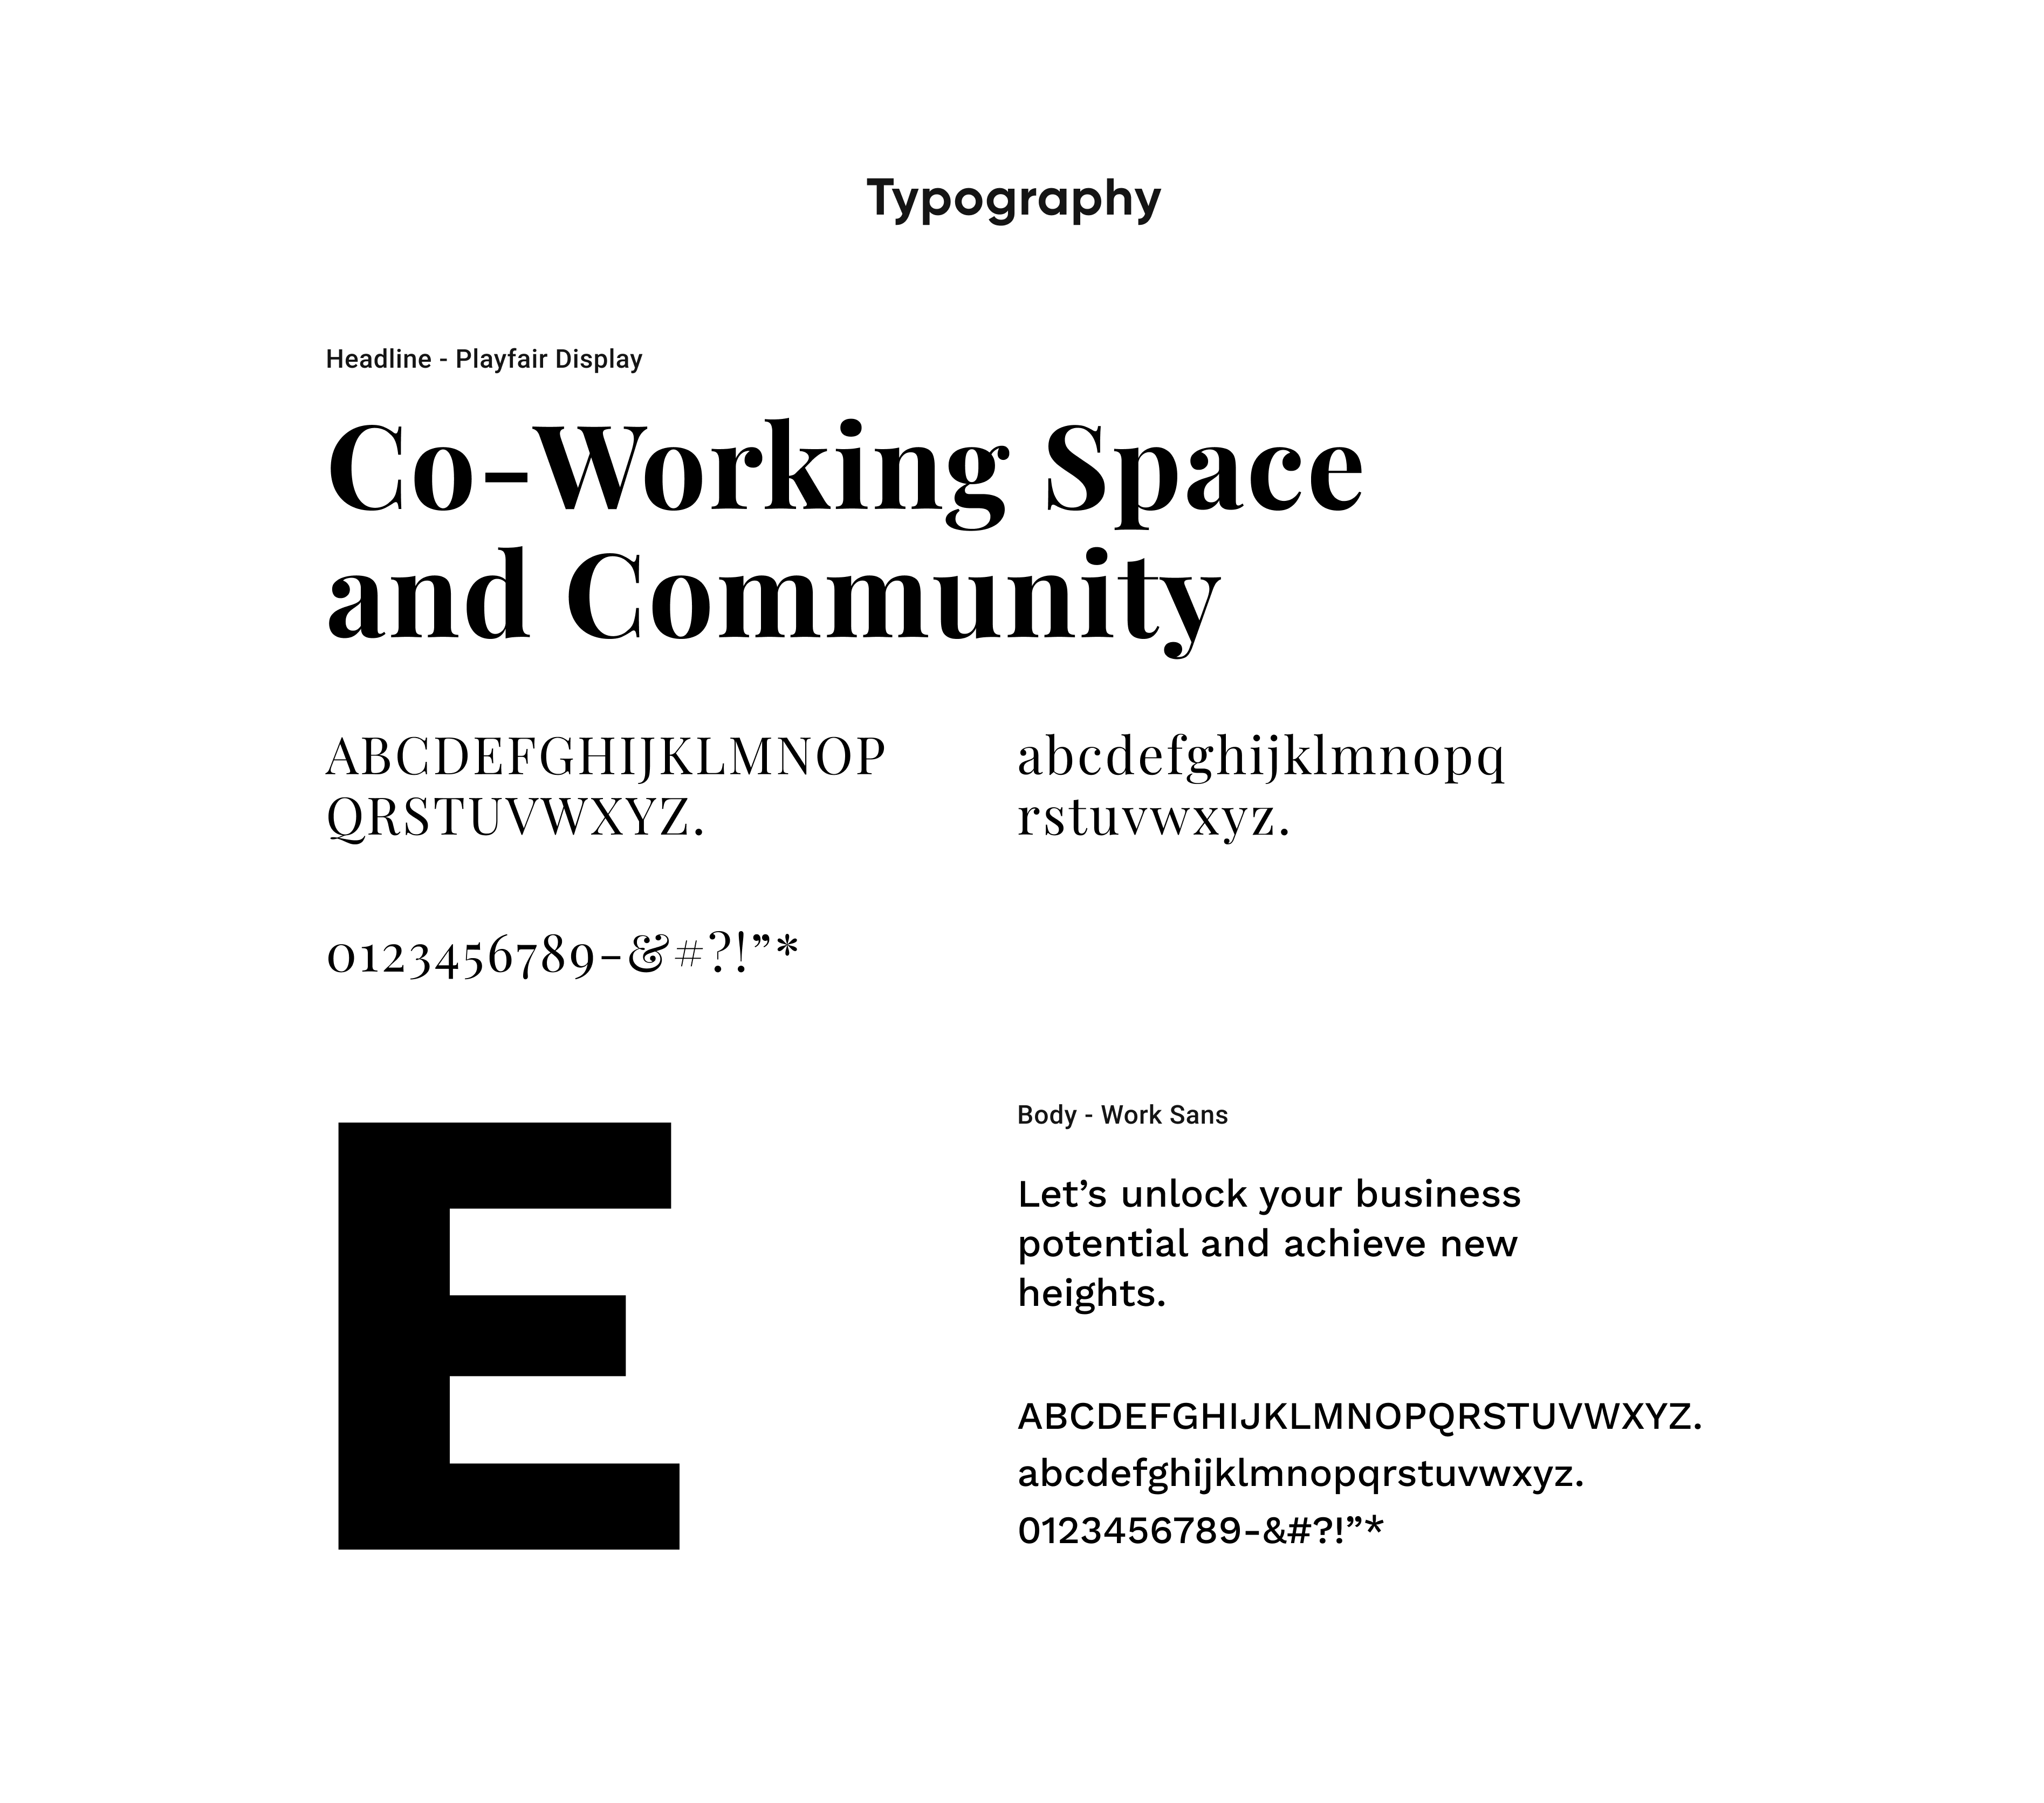 Typography
Headline - Playfair Display
Co-Working Space
and Community
ABCDEFGHIJKLMNOP
QRSTUVWXYZ.
abcdefghijklmnopq
rstuvwxyz.
0123456789-&#?!”*
E
Body - Work Sans
Let’s unlock your business
potential and achieve new
heights.
ABCDEFGHIJKLMNOPQRSTUVWXYZ.
abcdefghijklmnopqrstuvwxyz.
0123456789-&#?!”*